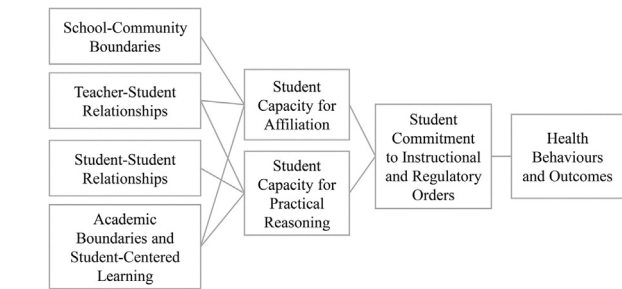 School-Community
Boundaries
Teacher-Student
Relationships
Student-Student
Relationships
Academic
Boundaries and
Student-Centered
Learning
Student
Capacity for
Affiliation
Student
Capacity for
Practical
Reasoning
Student
Commitment
to Instructional
and Regulatory
Orders
Health
Behaviours
and Outcomes